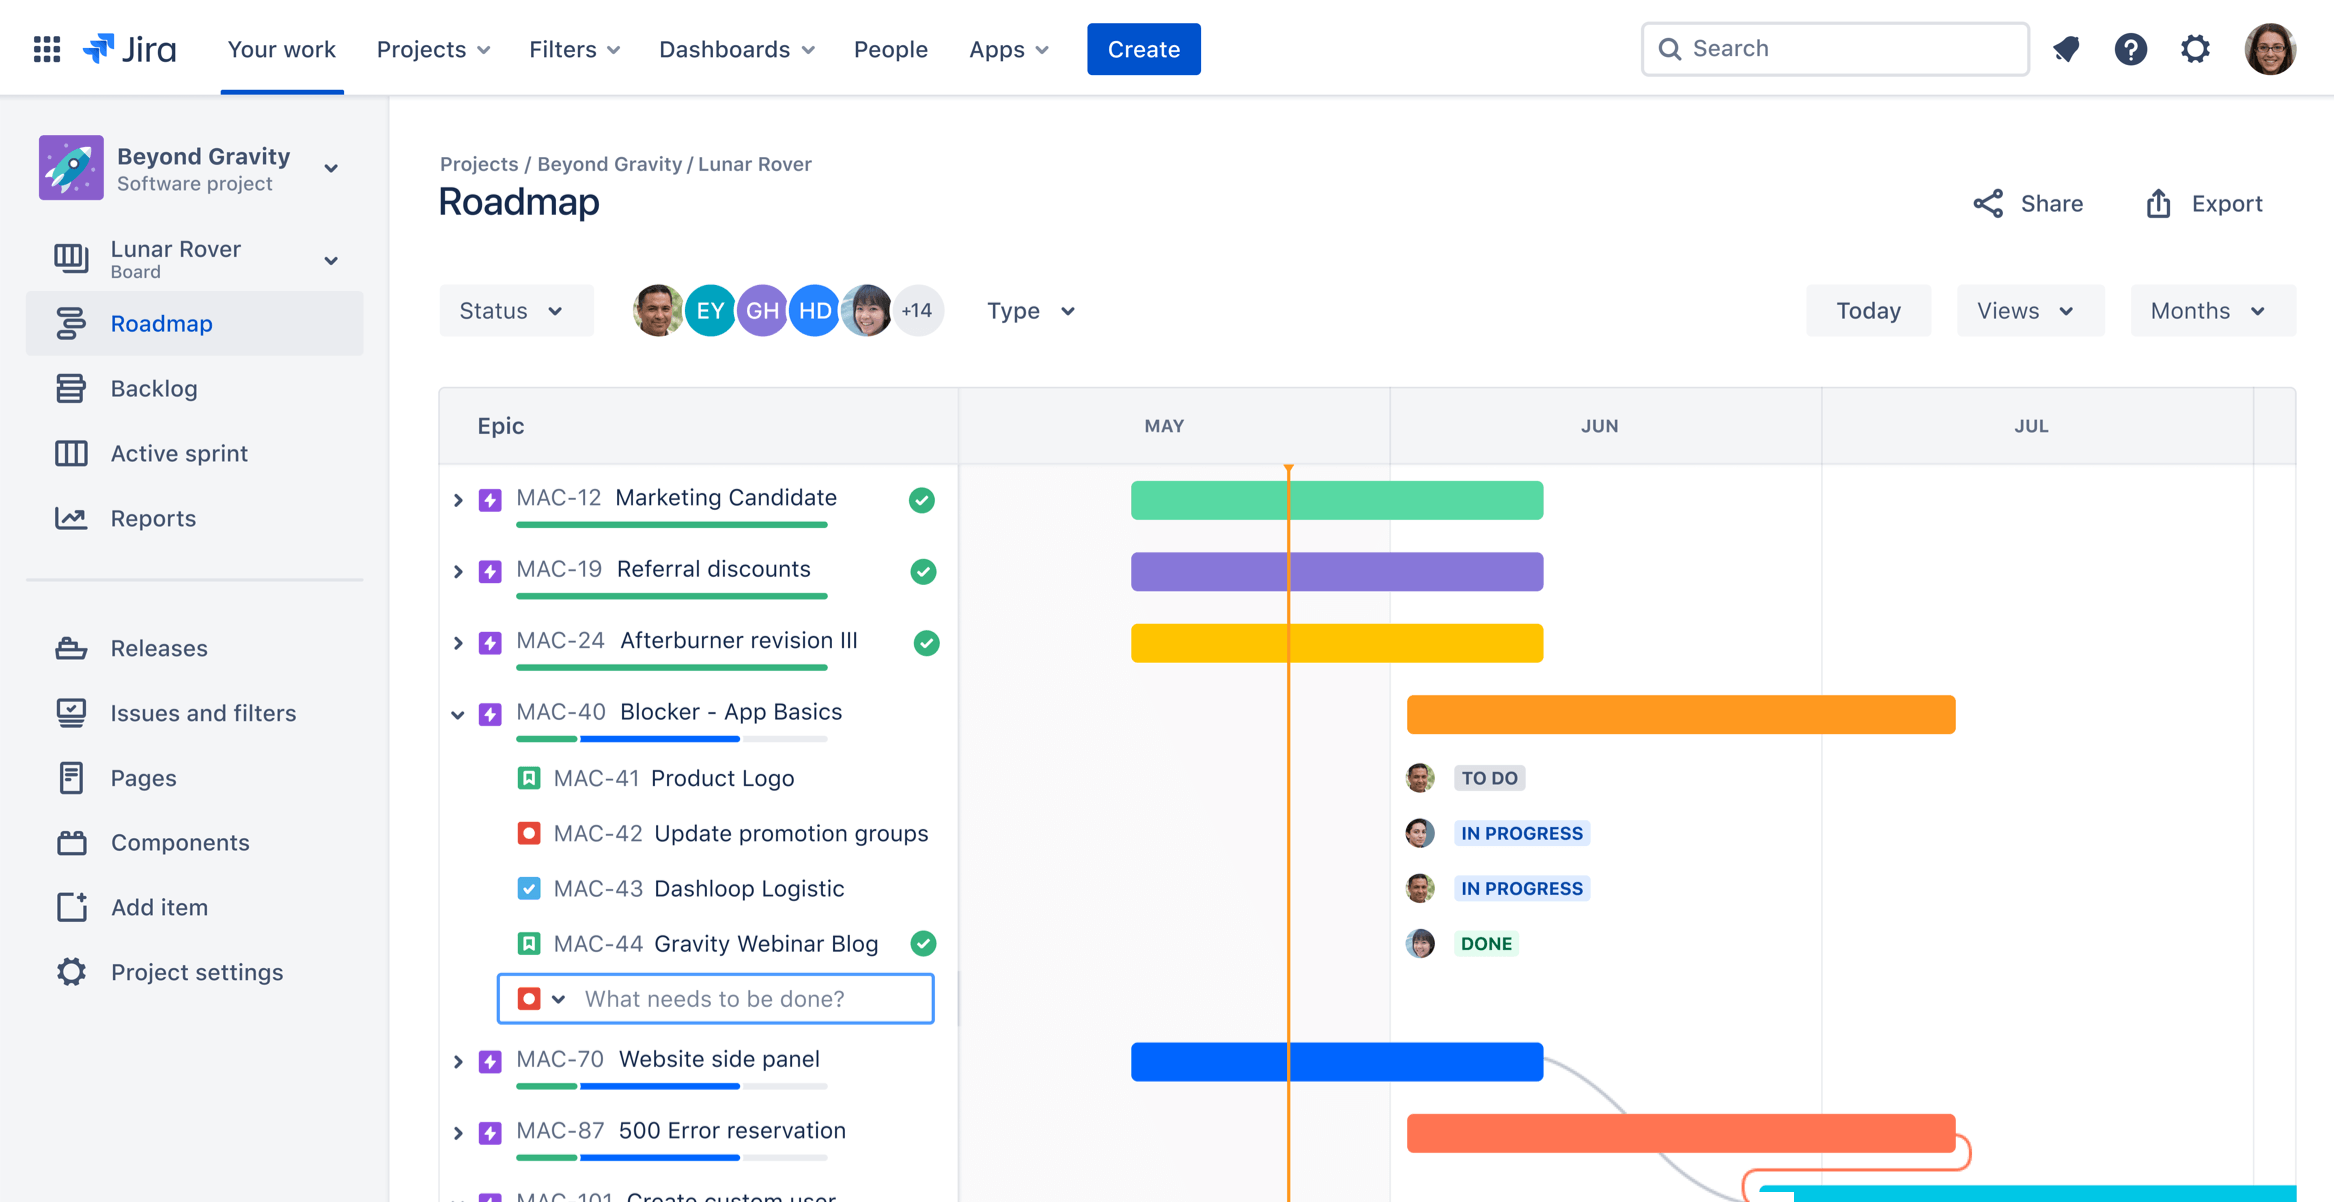 Jira
Your work
Projects
Filters
Dashboards
People
Apps
Create
Search
Beyond Gravity
Software project
Lunar Rover
Board
Roadmap
Backlog
Active sprint
Reports
Releases
Issues and filters
Pages
Components
Add item
Project settings
Projects / Beyond Gravity / Lunar Rover
Roadmap
Share
Export
Status
EY
GH
HD
+14
Type
Today
Views
Months
Epic
MAY
JUN
JUL
MAC-12 Marketing Candidate
MAC-19 Referral discounts
MAC-24 Afterburner revision III
MAC-40 Blocker - App Basics
MAC-41 Product Logo
TO DO
MAC-42 Update promotion groups
IN PROGRESS
MAC-43 Dashloop Logistic
IN PROGRESS
MAC-44 Gravity Webinar Blog
DONE
What needs to be done?
MAC-70 Website side panel
MAC-87 500 Error reservation
MAC-101 Create custom user